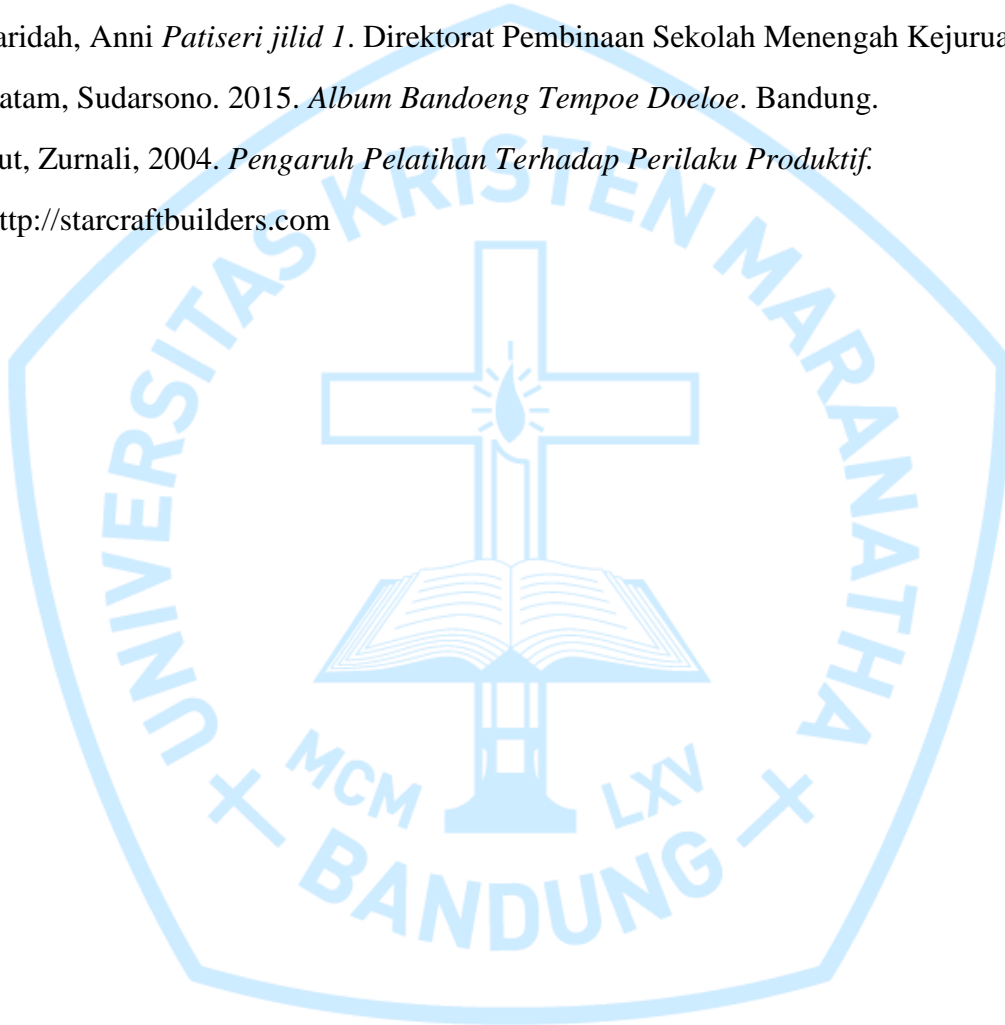 aridah, Anni Patiseri jilid 1. Direktorat Pembinaan Sekolah Menengah Kejurua
atam, Sudarsono. 2015. Album Bandoeng Tempoe Doeloe. Bandung.
ut, Zurnali, 2004. Pengaruh Pelatihan Terhadap Perilaku Produktif.
ttp://starcraftbuilders.com
UNIVERSITAS KRISTEN MARANATHA
MCM LXV
BANDUNG